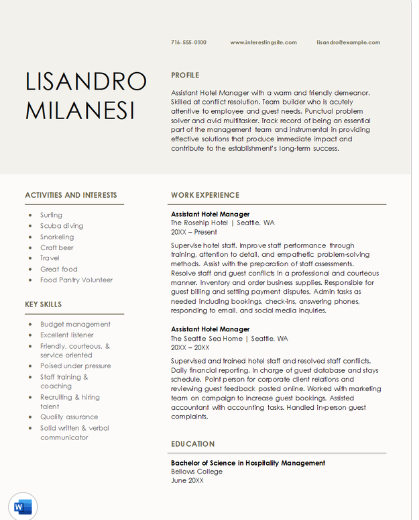 716-555-0100 www.interestingsite.com lisandro@example.com
LISANDRO
MILANESI
PROFILE
Assistant Hotel Manager with a warm and friendly demeanor.
Skilled at conflict resolution. Team builder who is acutely
attentive to employee and guest needs. Punctual problem
solver and avid multitasker. Track record of being an essential
part of the management team and instrumental in providing
effective solutions that produce immediate impact and
contribute to the establishment's long-term success.
ACTIVITIES AND INTERESTS
• Surfing
• Scuba diving
• Snorkeling
• Craft beer
• Travel
• Great food
• Food Pantry Volunteer
KEY SKILLS
• Budget management
• Excellent listener
• Friendly, courteous, &
service oriented
• Poised under pressure
• Staff training &
coaching
• Recruiting & hiring
talent
• Quality assurance
• Solid written & verbal
communicator
WORK EXPERIENCE
Assistant Hotel Manager
The Rosehip Hotel | Seattle, WA
20XX – Present
Supervise hotel staff. Improve staff performance through
training, attention to detail, and empathetic problem-solving
methods. Assist with the preparation of staff assessments.
Resolve staff and guest conflicts in a professional and courteous
manner. Inventory and order business supplies. Responsible for
guest billing and settling payment disputes. Admin tasks as
needed including bookings, check-ins, answering phones,
responding to email, and social media inquiries.
Assistant Hotel Manager
The Seattle Sea Home | Seattle, WA
20XX – 20XX
Supervised and trained hotel staff and resolved staff conflicts.
Daily financial reporting. In charge of guest database and stays
schedule. Point person for corporate client relations and
reviewing guest feedback posted online. Worked with marketing
team on campaign to increase guest bookings. Assisted
accountant with accounting tasks. Handled in-person guest
complaints.
EDUCATION
Bachelor of Science in Hospitality Management
Bellows College
June 20XX
W